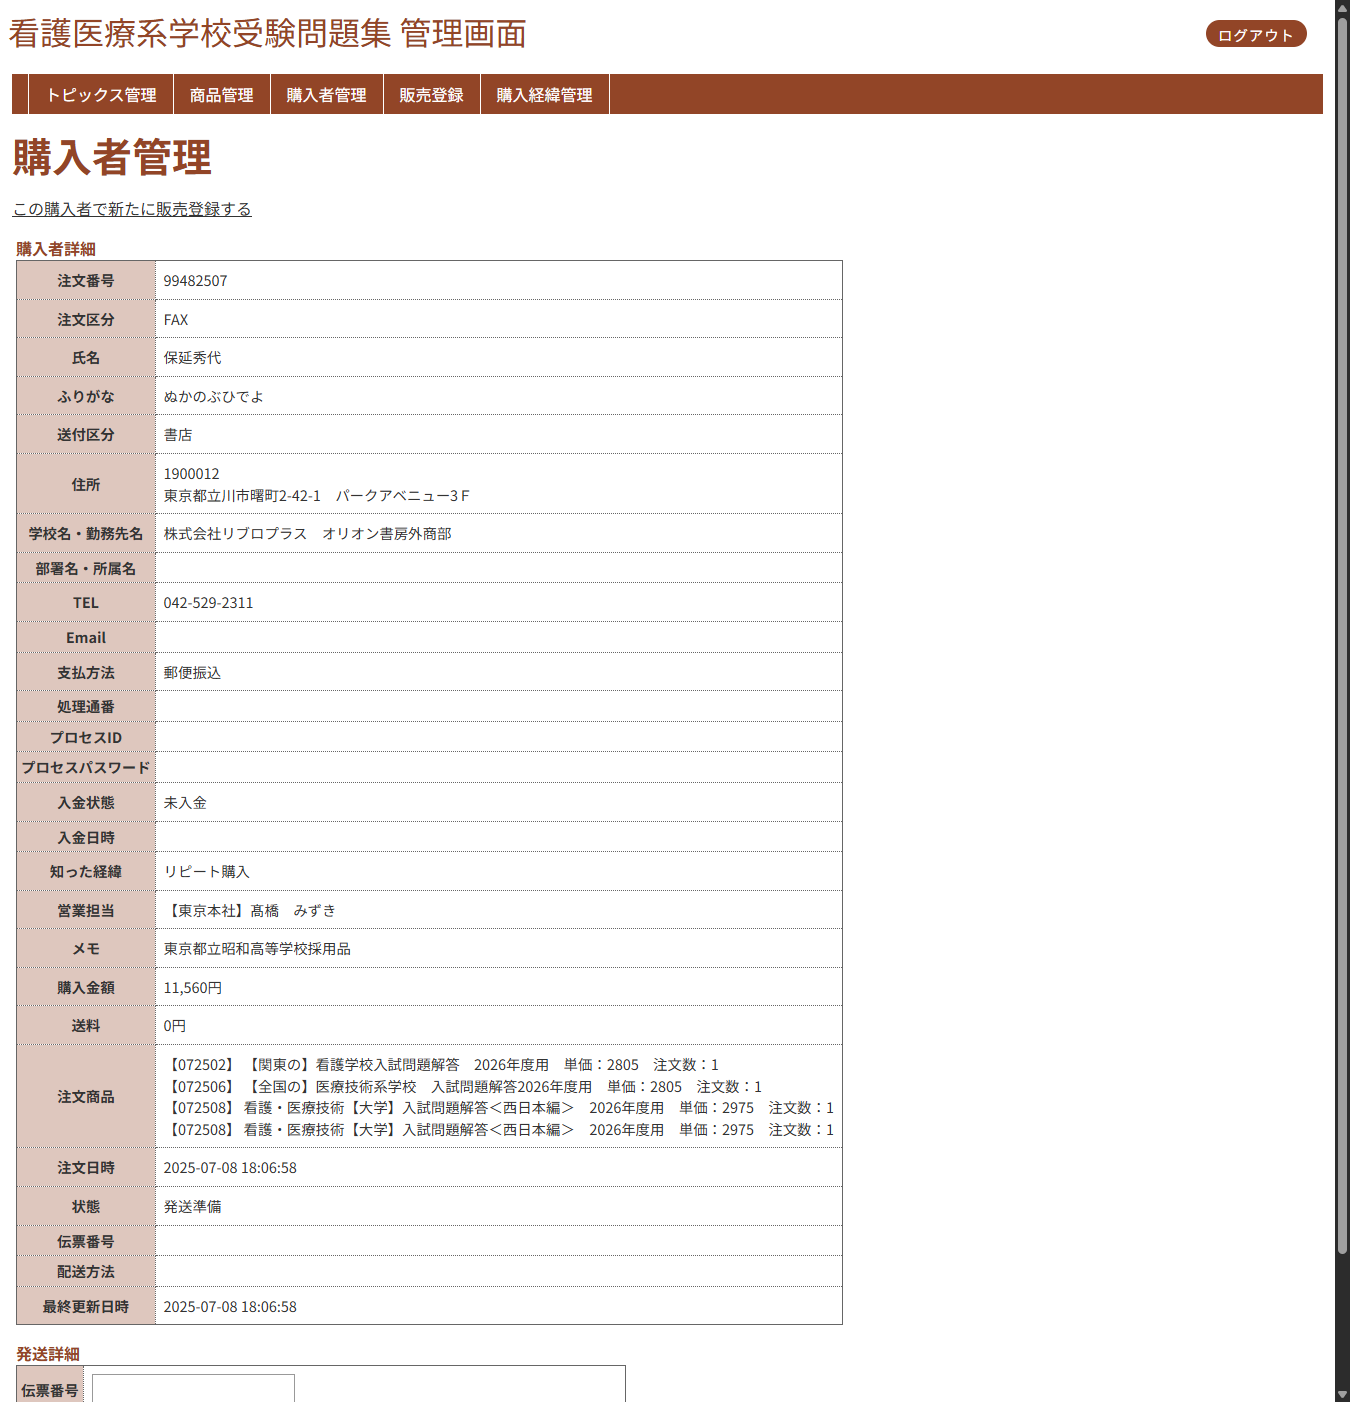 看護医療系学校受験問題集 管理画面
ログアウト
トピックス管理
商品管理
購入者管理
販売登録
購入経緯管理
購入者管理
この購入者で新たに販売登録する
購入者詳細
注文番号 99482507
注文区分 FAX
氏名 保延秀代
ふりがな ぬかのぶひでよ
送付区分 書店
住所 1900012
東京都立川市曙町2-42-1　パークアベニュー3Ｆ
学校名・勤務先名 株式会社リブロプラス　オリオン書房外商部
部署名・所属名
TEL 042-529-2311
Email
支払方法 郵便振込
処理通番
プロセスID
プロセスパスワード
入金状態 未入金
入金日時
知った経緯 リピート購入
営業担当 【東京本社】髙橋　みずき
メモ 東京都立昭和高等学校採用品
購入金額 11,560円
送料 0円
注文商品 【072502】 【関東の】看護学校入試問題解答　2026年度用　単価：2805　注文数：1
【072506】 【全国の】医療技術系学校　入試問題解答2026年度用　単価：2805　注文数：1
【072508】 看護・医療技術【大学】入試問題解答＜西日本編＞　2026年度用　単価：2975　注文数：1
【072508】 看護・医療技術【大学】入試問題解答＜西日本編＞　2026年度用　単価：2975　注文数：1
注文日時 2025-07-08 18:06:58
状態 発送準備
伝票番号
配送方法
最終更新日時 2025-07-08 18:06:58
発送詳細
伝票番号